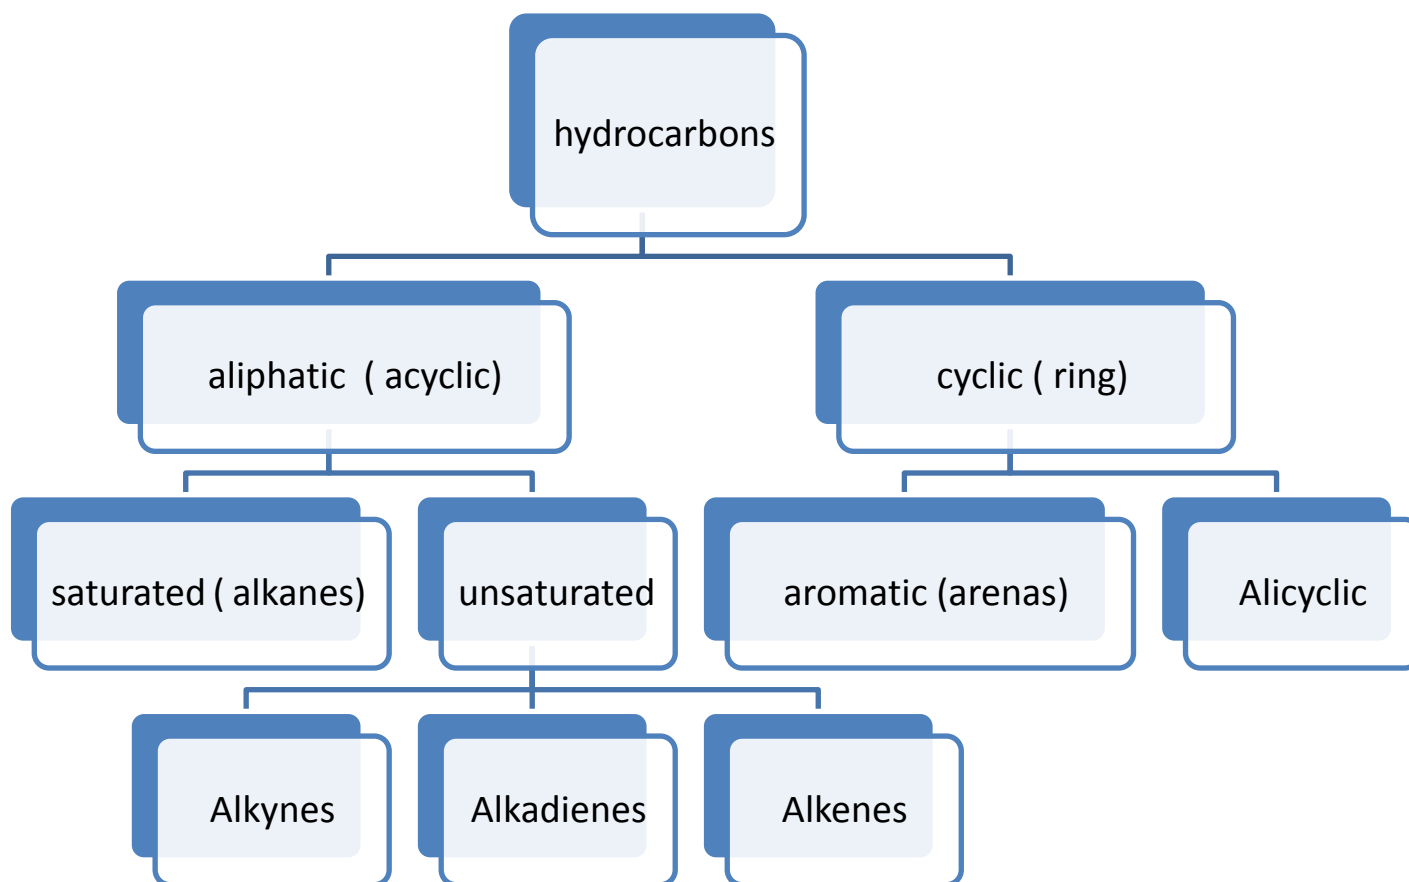 hydrocarbons
aliphatic ( acyclic)
cyclic ( ring)
saturated ( alkanes)
unsaturated
aromatic (arenas)
Alicyclic
Alkynes
Alkadienes
Alkenes